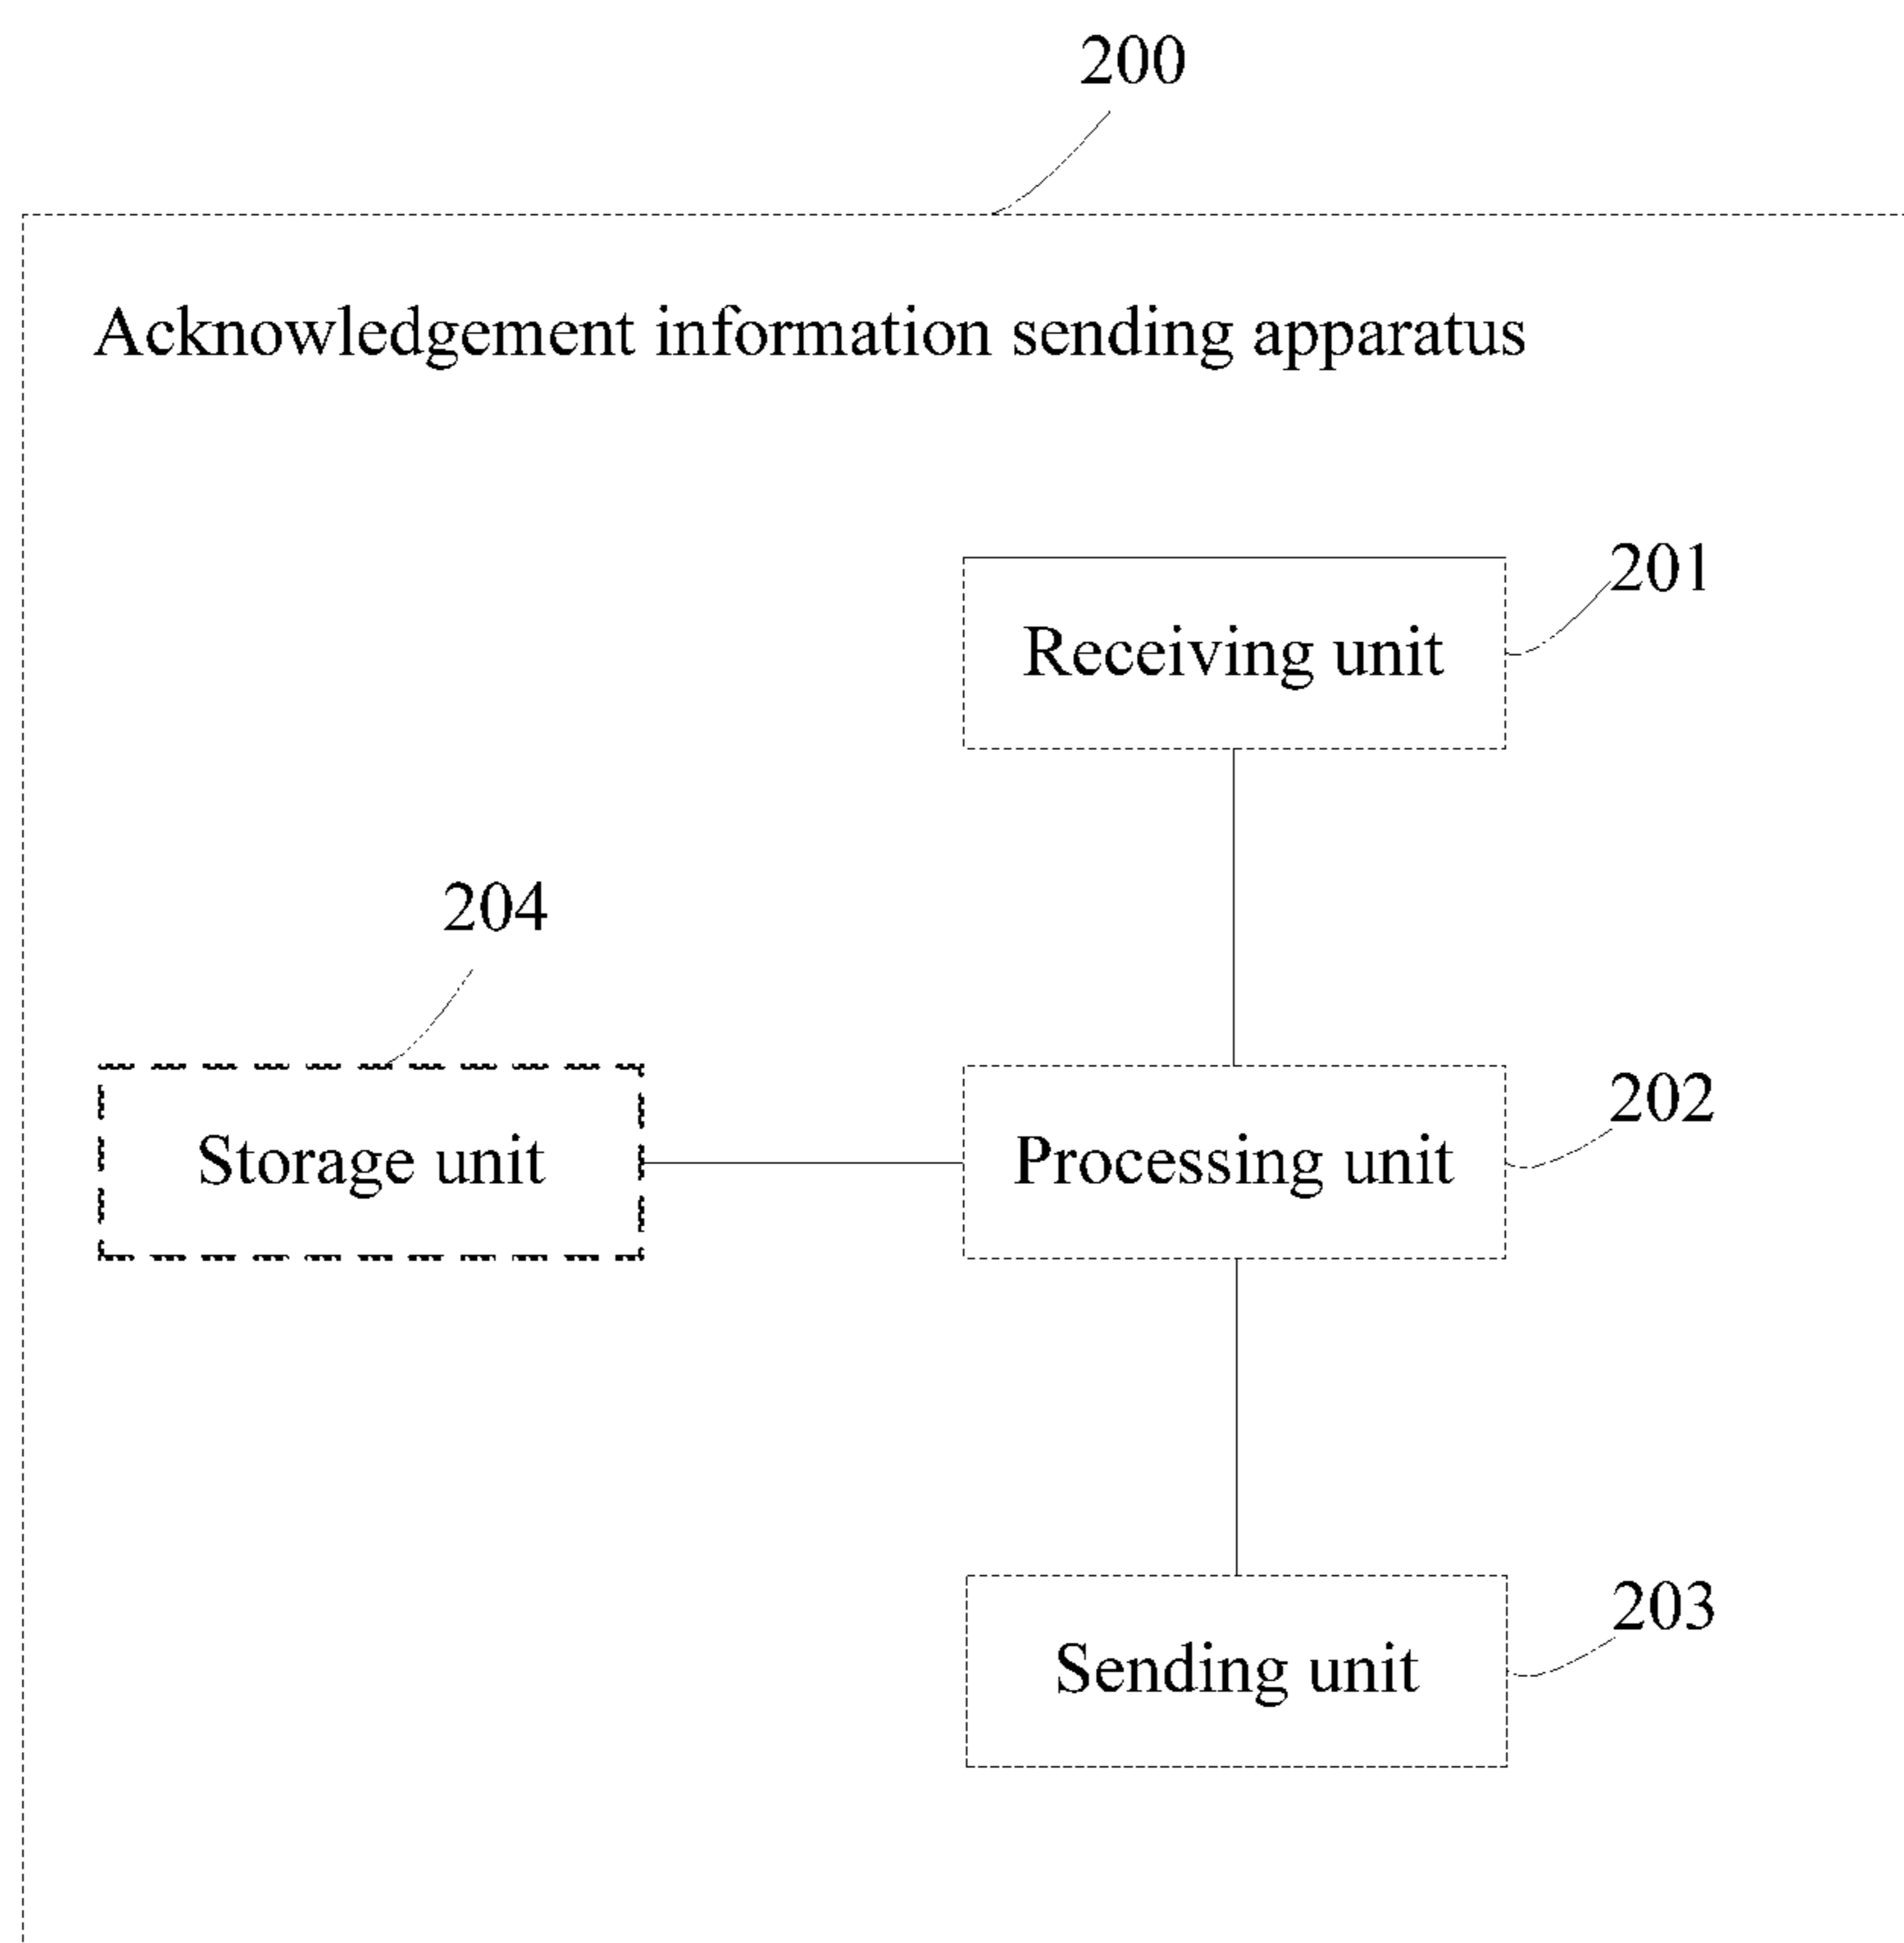 200
Acknowledgement information sending apparatus
201
Receiving unit
204
202
Storage unit
Processing unit
203
Sending unit